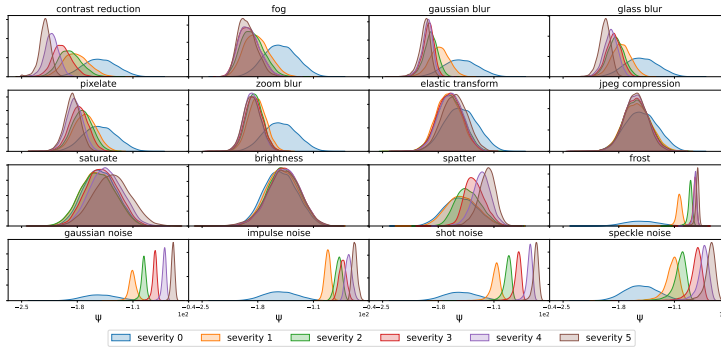 contrast reduction fog gaussian blur glass blur
pixelate zoom blur elastic transform jpeg compression
saturate brightness spatter frost
gaussian noise impulse noise shot noise speckle noise
−2.5 −1.8 −1.1 −0.4 −2.5 −1.8 −1.1 −0.4 −2.5 −1.8 −1.1 −0.4 −2.5 −1.8 −1.1
1e2 1e2 1e2
ψ ψ ψ ψ
severity 0 severity 1 severity 2 severity 3 severity 4 severity 5